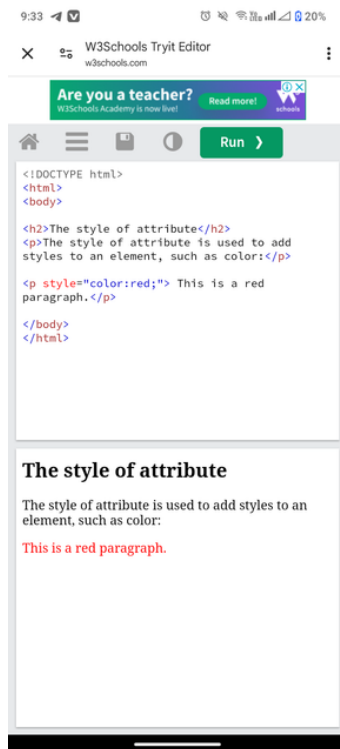 9:33 20%
W3Schools Tryit Editor
w3schools.com
Are you a teacher?
W3Schools Academy is now live!
Read more!
schools
Run ❯
<!DOCTYPE html>
<html>
<body>
<h2>The style of attribute</h2>
<p>The style of attribute is used to add
styles to an element, such as color:</p>
<p style="color:red;"> This is a red
paragraph.</p>
</body>
</html>
The style of attribute
The style of attribute is used to add styles to an
element, such as color:
This is a red paragraph.